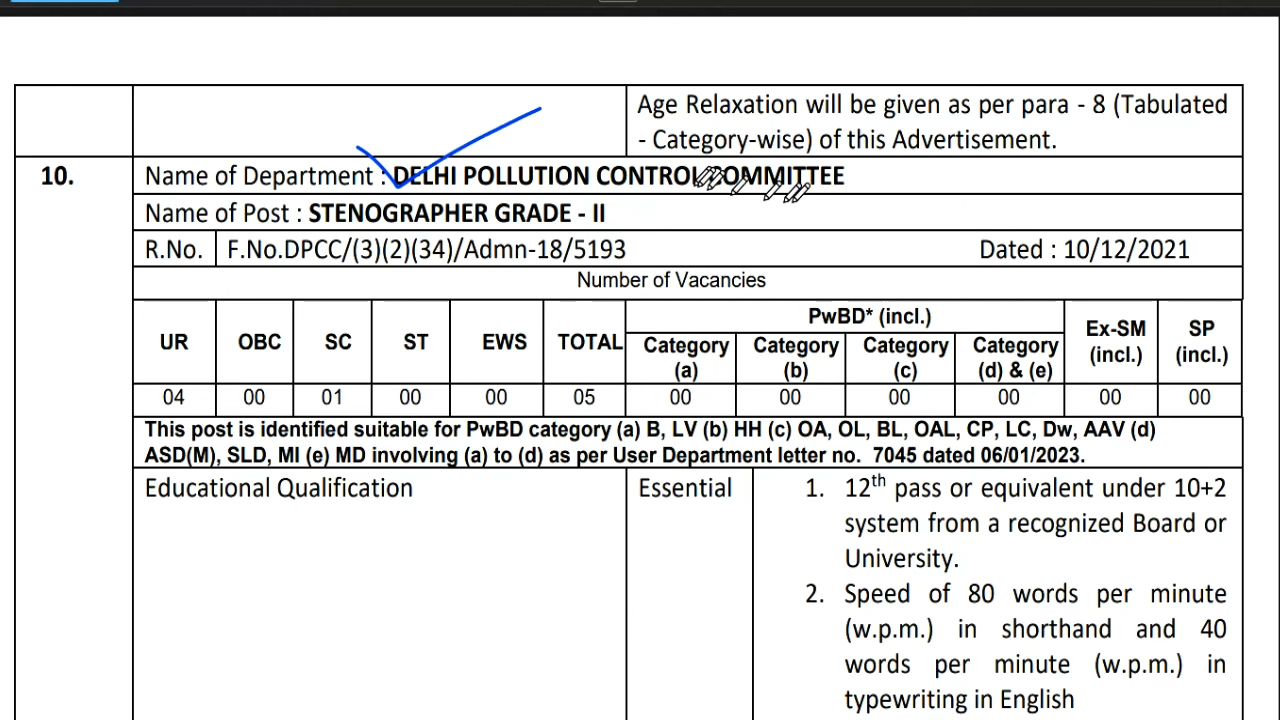 Age Relaxation will be given as per para - 8 (Tabulated
- Category-wise) of this Advertisement.
10. Name of Department : DELHI POLLUTION CONTROL COMMITTEE
Name of Post : STENOGRAPHER GRADE - II
R.No. F.No.DPCC/(3)(2)(34)/Admn-18/5193 Dated : 10/12/2021
Number of Vacancies
UR OBC SC ST EWS TOTAL PwBD* (incl.) Ex-SM (incl.) SP (incl.)
Category (a) Category (b) Category (c) Category (d) & (e)
04 00 01 00 00 05 00 00 00 00 00 00
This post is identified suitable for PwBD category (a) B, LV (b) HH (c) OA, OL, BL, OAL, CP, LC, Dw, AAV (d)
ASD(M), SLD, MI (e) MD involving (a) to (d) as per User Department letter no. 7045 dated 06/01/2023.
Educational Qualification Essential 1. 12th pass or equivalent under 10+2
system from a recognized Board or
University.
2. Speed of 80 words per minute
(w.p.m.) in shorthand and 40
words per minute (w.p.m.) in
typewriting in English